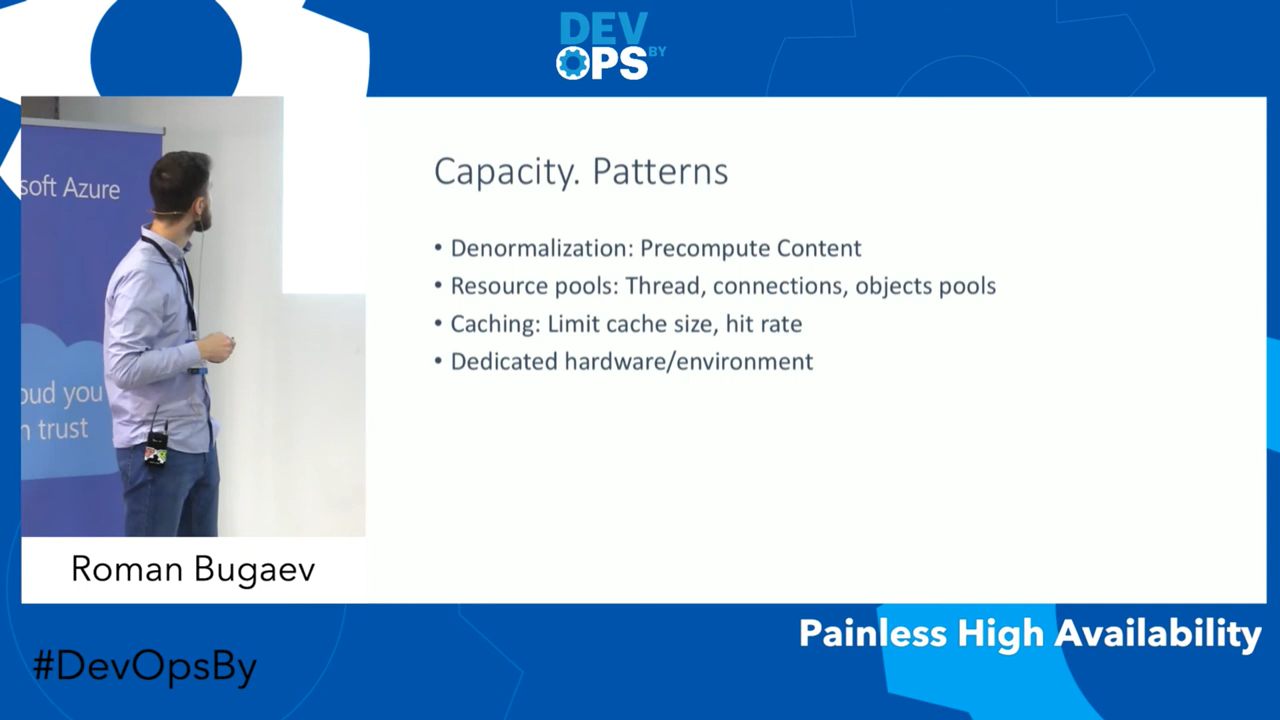 DEV
OPS BY
soft Azure
oud you
n trust
Capacity. Patterns
• Denormalization: Precompute Content
• Resource pools: Thread, connections, objects pools
• Caching: Limit cache size, hit rate
• Dedicated hardware/environment
Roman Bugaev
Painless High Availability
#DevOpsBy